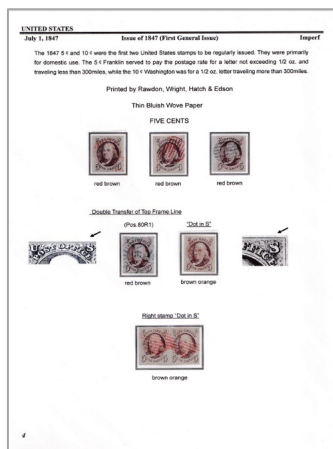 UNITED STATES
July 1, 1847 Issue of 1847 (First General Issue) Imperf
The 1847 5 ¢ and 10 ¢ were the first two United States stamps to be regularly issued. They were primarily
for domestic use. The 5 ¢ Franklin served to pay the postage rate for a letter not exceeding 1/2 oz. and
traveling less than 300miles, while the 10 ¢ Washington was for a 1/2 oz. letter traveling more than 300miles.
Printed by Rawdon, Wright, Hatch & Edson
Thin Bluish Wove Paper
FIVE CENTS
red brown red brown red brown
Double Transfer of Top Frame Line
(Pos.80R1) "Dot in S"
red brown brown orange
Right stamp "Dot in S"
brown orange
4